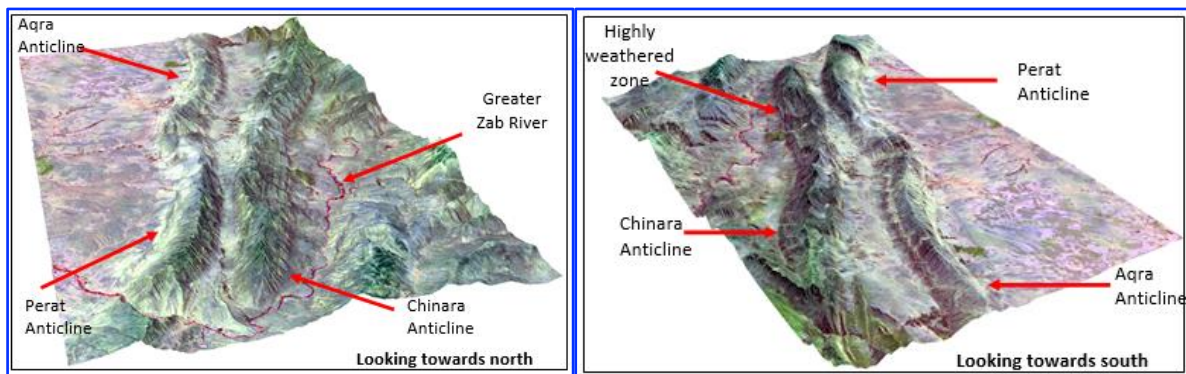 Aqra
Anticline
Greater
Zab River
Perat
Anticline
Chinara
Anticline
Looking towards north
Highly
weathered
zone
Perat
Anticline
Chinara
Anticline
Aqra
Anticline
Looking towards south